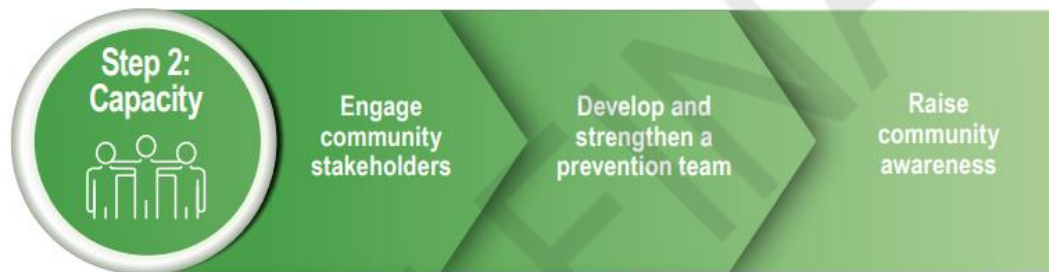 Step 2:
Capacity
Engage
community
stakeholders
Develop and
strengthen a
prevention team
Raise
community
awareness